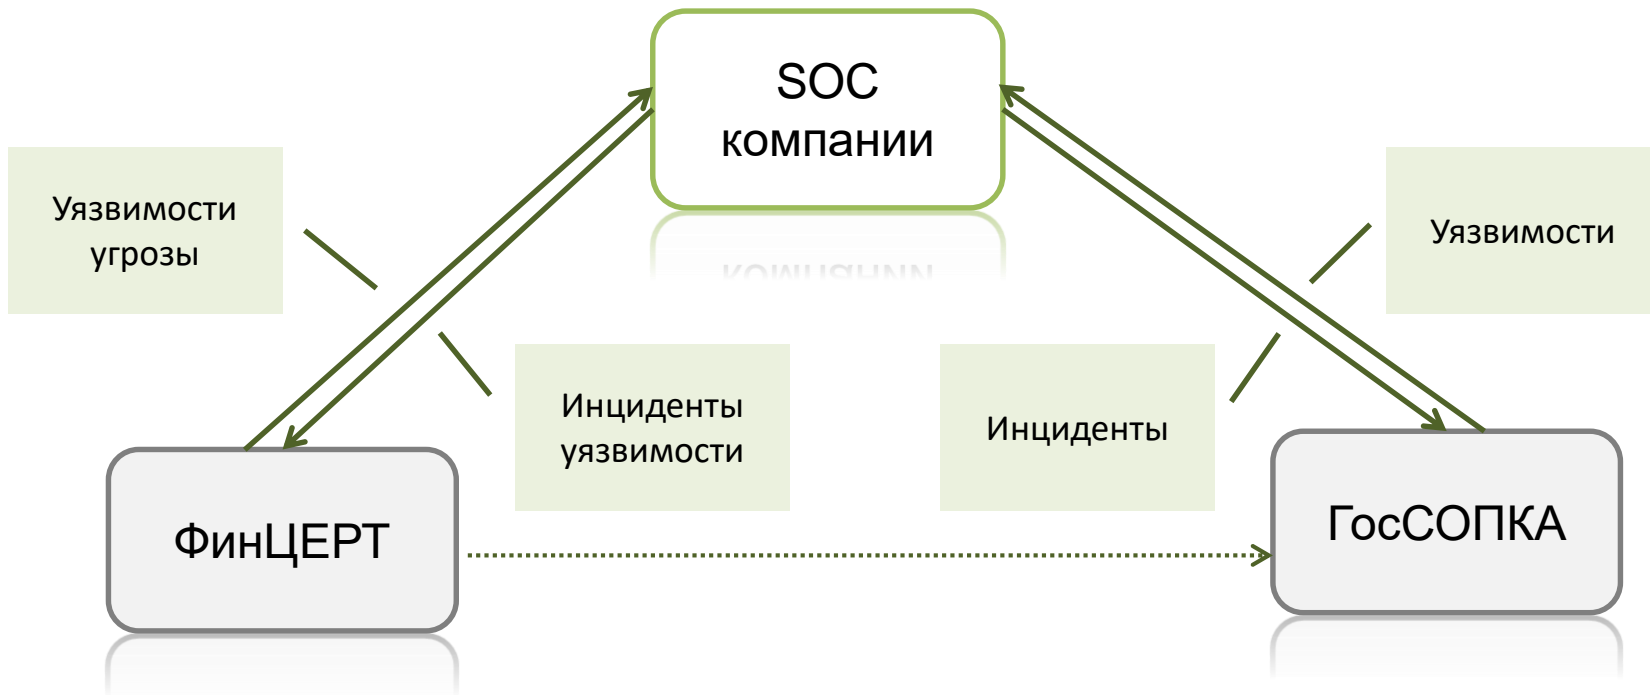 SOC
компании
Уязвимости
угрозы
Уязвимости
Инциденты
уязвимости
Инциденты
ФинЦЕРТ
ГосСОПКА